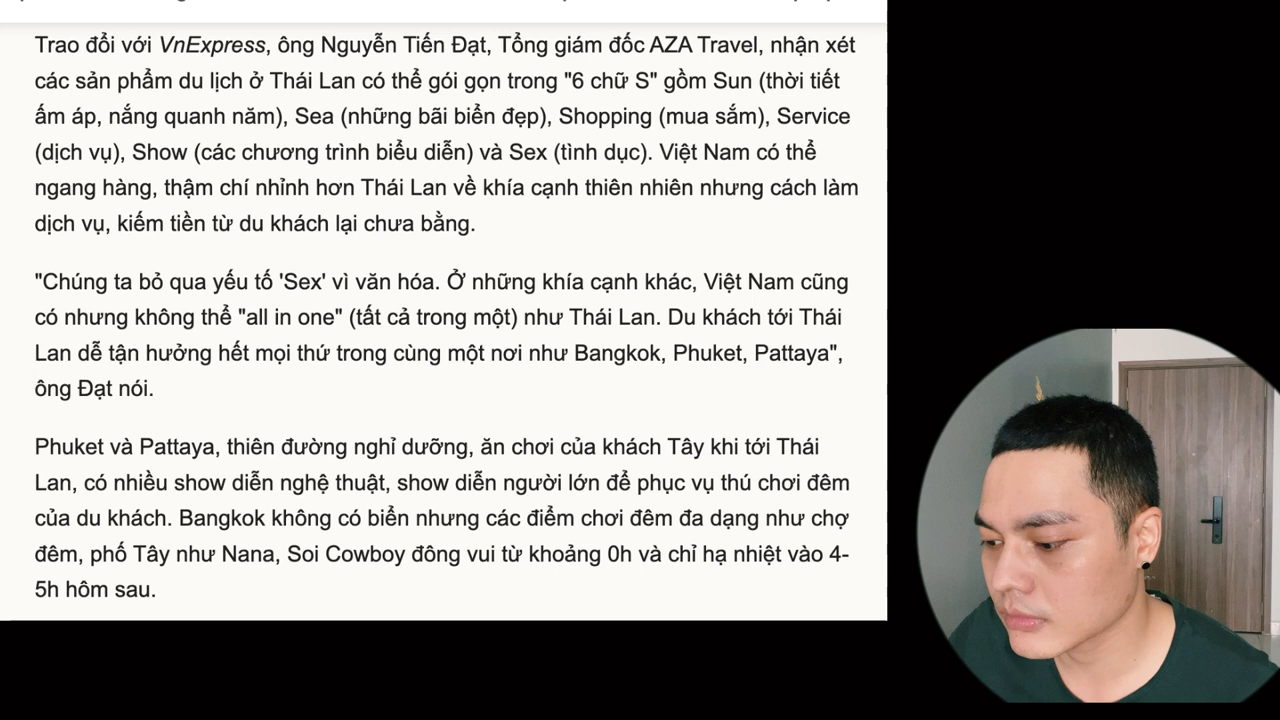 Trao đổi với VnExpress, ông Nguyễn Tiến Đạt, Tổng giám đốc AZA Travel, nhận xét
các sản phẩm du lịch ở Thái Lan có thể gói gọn trong "6 chữ S" gồm Sun (thời tiết
ấm áp, nắng quanh năm), Sea (những bãi biển đẹp), Shopping (mua sắm), Service
(dịch vụ), Show (các chương trình biểu diễn) và Sex (tình dục). Việt Nam có thể
ngang hàng, thậm chí nhỉnh hơn Thái Lan về khía cạnh thiên nhiên nhưng cách làm
dịch vụ, kiếm tiền từ du khách lại chưa bằng.
"Chúng ta bỏ qua yếu tố 'Sex' vì văn hóa. Ở những khía cạnh khác, Việt Nam cũng
có nhưng không thể "all in one" (tất cả trong một) như Thái Lan. Du khách tới Thái
Lan dễ tận hưởng hết mọi thứ trong cùng một nơi như Bangkok, Phuket, Pattaya",
ông Đạt nói.
Phuket và Pattaya, thiên đường nghỉ dưỡng, ăn chơi của khách Tây khi tới Thái
Lan, có nhiều show diễn nghệ thuật, show diễn người lớn để phục vụ thú chơi đêm
của du khách. Bangkok không có biển nhưng các điểm chơi đêm đa dạng như chợ
đêm, phố Tây như Nana, Soi Cowboy đông vui từ khoảng 0h và chỉ hạ nhiệt vào 4-
5h hôm sau.